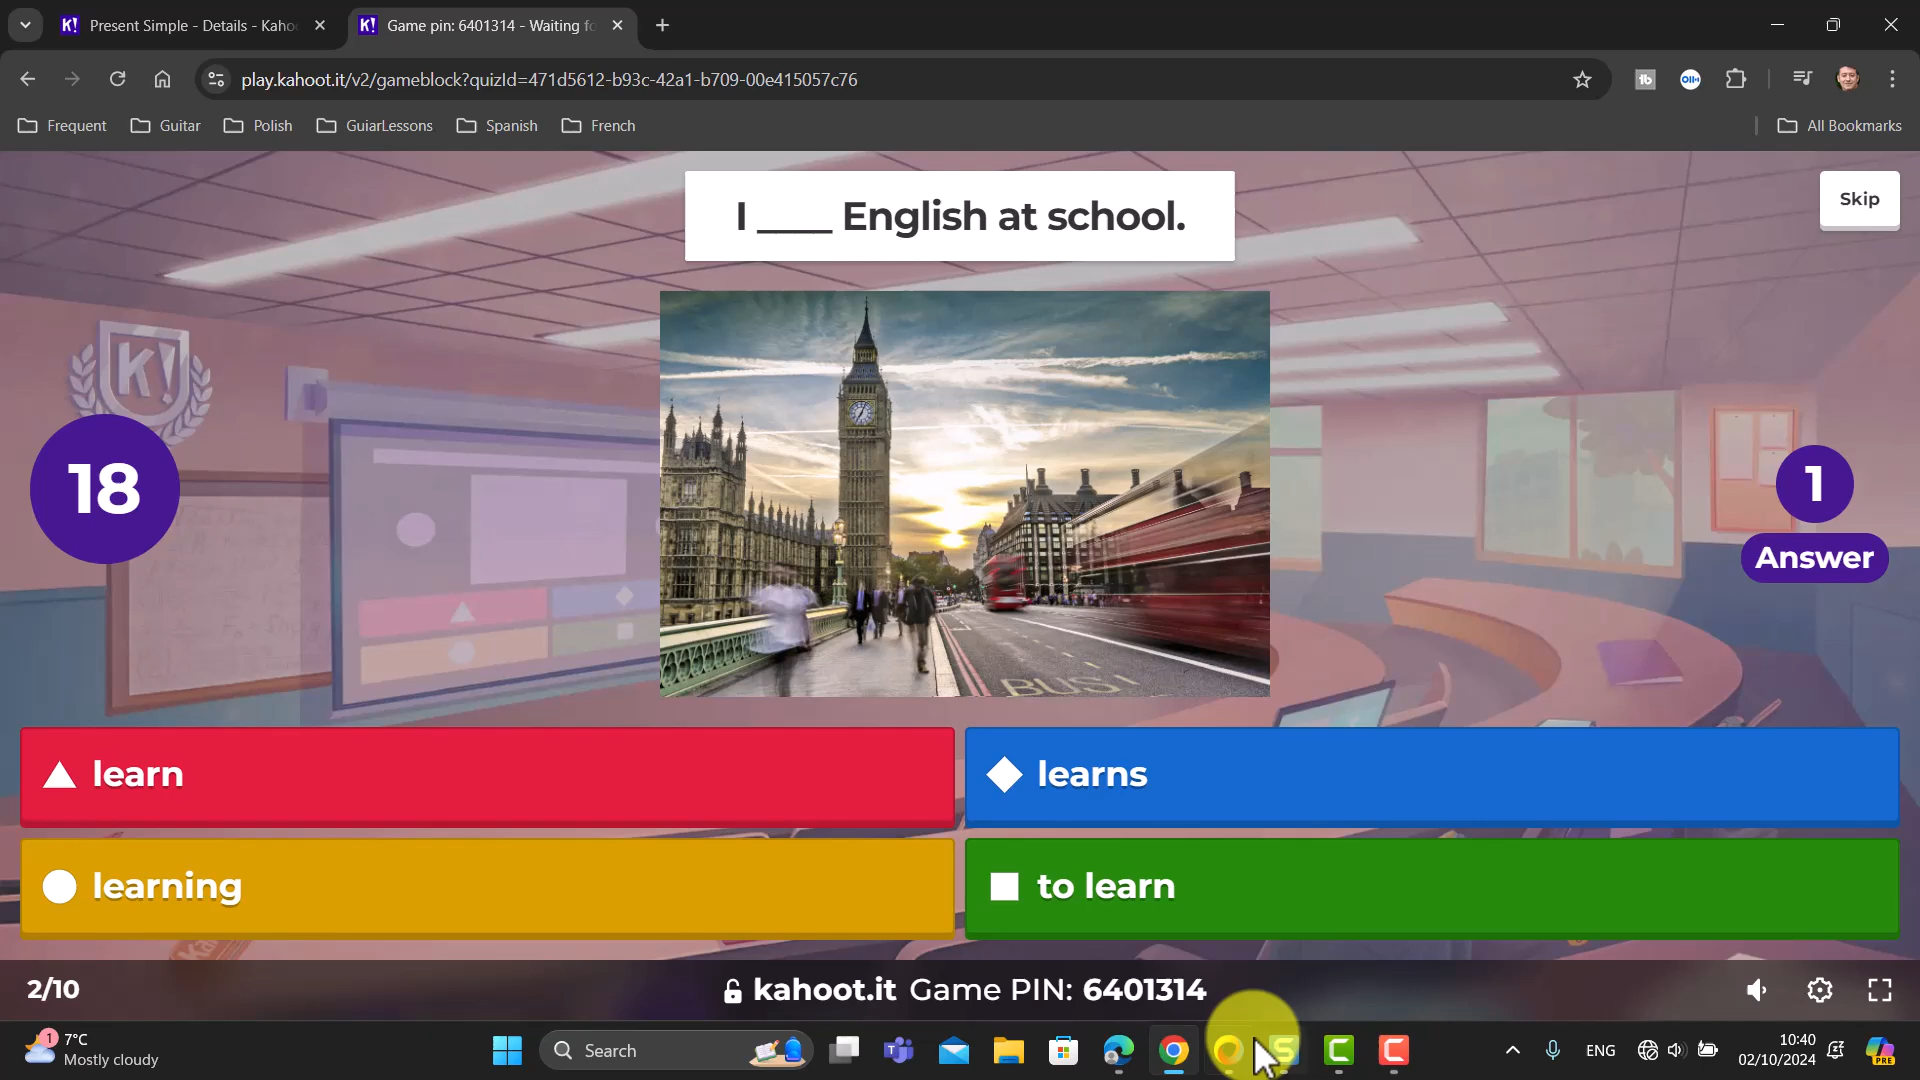 Present Simple - Details - Kaho
Game pin: 6401314 - Waiting fo
play.kahoot.it/v2/gameblock?quizId=471d5612-b93c-42a1-b709-00e415057c76
Frequent
Guitar
Polish
GuiarLessons
Spanish
French
All Bookmarks
I ____ English at school.
Skip
K!
18
1
Answer
BUS
learn
learns
learning
to learn
2/10
kahoot.it Game PIN: 6401314
1
7°C
Mostly cloudy
Search
ENG
10:40
02/10/2024
PRE